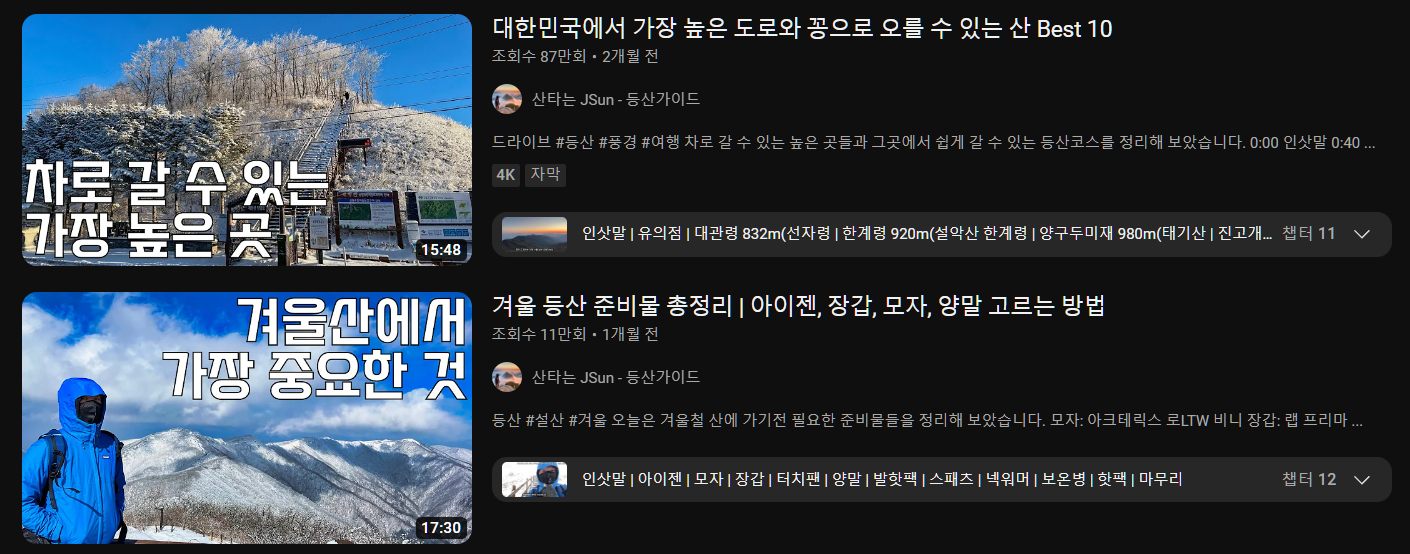 차로 갈 수 있는
가장 높은 곳
15:48
대한민국에서 가장 높은 도로와 꽁으로 오를 수 있는 산 Best 10
조회수 87만회 • 2개월 전
산타는 JSun - 등산가이드
드라이브 #등산 #풍경 #여행 차로 갈 수 있는 높은 곳들과 그곳에서 쉽게 갈 수 있는 등산코스를 정리해 보았습니다. 0:00 인삿말 0:40 ...
4K 자막
인삿말 | 유의점 | 대관령 832m(선자령 | 한계령 920m(설악산 한계령 | 양구두미재 980m(태기산 | 진고개... 챕터 11
겨울산에서
가장 중요한 것
17:30
겨울 등산 준비물 총정리 | 아이젠, 장갑, 모자, 양말 고르는 방법
조회수 11만회 • 1개월 전
산타는 JSun - 등산가이드
등산 #설산 #겨울 오늘은 겨울철 산에 가기전 필요한 준비물들을 정리해 보았습니다. 모자: 아크테릭스 로LTW 비니 장갑: 랩 프리마 ...
인삿말 | 아이젠 | 모자 | 장갑 | 터치팬 | 양말 | 발핫팩 | 스패츠 | 넥워머 | 보온병 | 핫팩 | 마무리 챕터 12